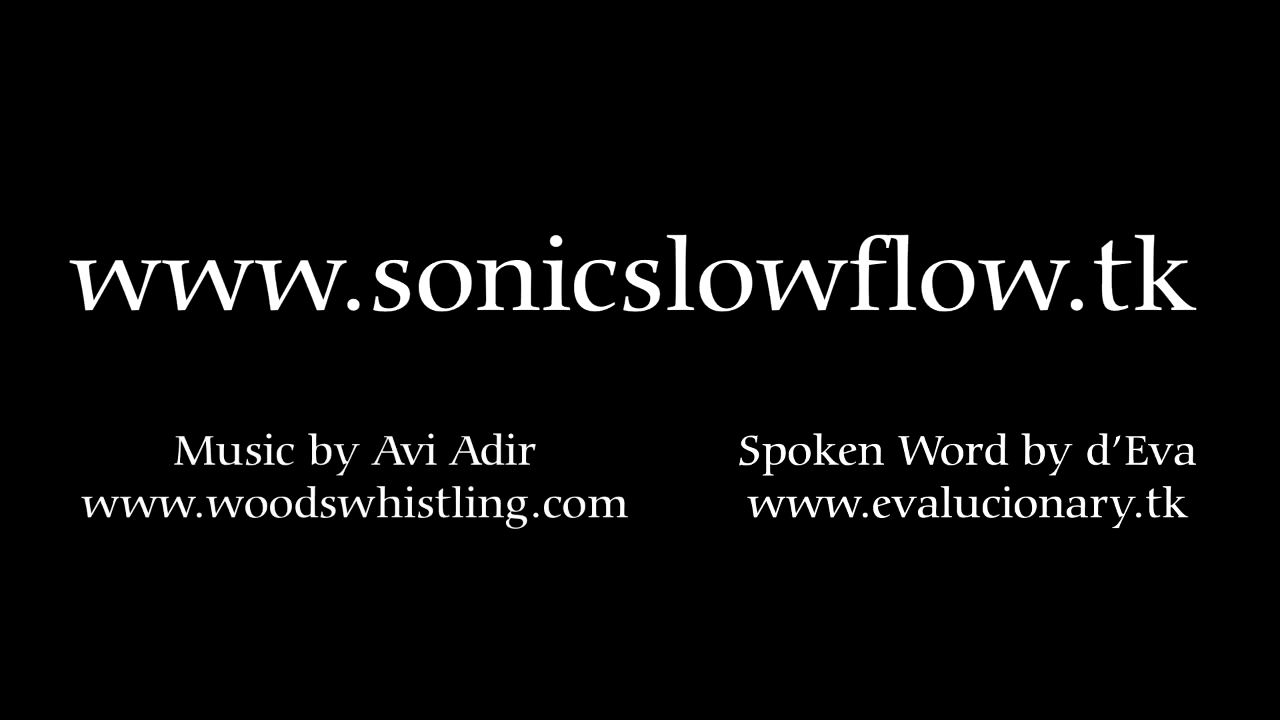 www.sonicslowflow.tk
Music by Avi Adir
www.woodswhistling.com
Spoken Word by d’Eva
www.evalucionary.tk